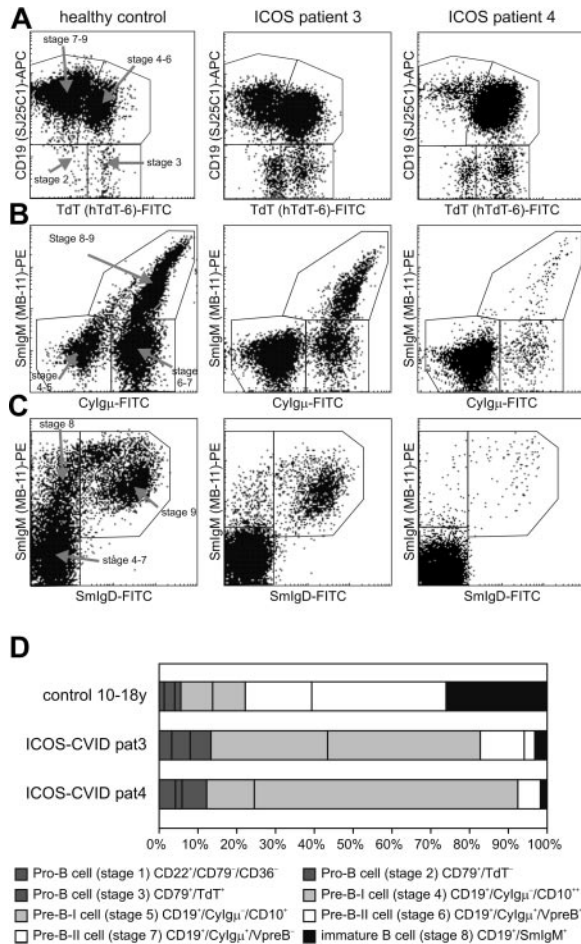 A healthy control ICOS patient 3 ICOS patient 4
stage 7-9
stage 4-6
stage 2
stage 3
CD19 (SJ25C1)-APC CD19 (SJ25C1)-APC CD19 (SJ25C1)-APC
TdT (hTdT-6)-FITC TdT (hTdT-6)-FITC TdT (hTdT-6)-FITC
B
Stage 8-9
stage 4-5
stage 6-7
SmIgM (MB-11)-PE SmIgM (MB-11)-PE SmIgM (MB-11)-PE
CyIgµ-FITC CyIgµ-FITC CyIgµ-FITC
C
stage 8
stage 9
stage 4-7
SmIgM (MB-11)-PE SmIgM (MB-11)-PE SmIgM (MB-11)-PE
SmIgD-FITC SmIgD-FITC SmIgD-FITC
D
control 10-18y
ICOS-CVID pat3
ICOS-CVID pat4
0% 10% 20% 30% 40% 50% 60% 70% 80% 90% 100%
Pro-B cell (stage 1) CD22⁺/CD79⁻/CD36⁻ Pro-B cell (stage 2) CD79⁺/TdT⁻
Pro-B cell (stage 3) CD79⁺/TdT⁺ Pre-B-I cell (stage 4) CD19⁺/CyIgµ⁻/CD10⁺⁺
Pre-B-I cell (stage 5) CD19⁺/CyIgµ⁻/CD10⁺ Pre-B-II cell (stage 6) CD19⁺/CyIgµ⁺/VpreB⁺
Pre-B-II cell (stage 7) CD19⁺/CyIgµ⁺/VpreB⁻ immature B cell (stage 8) CD19⁺/SmIgM⁺